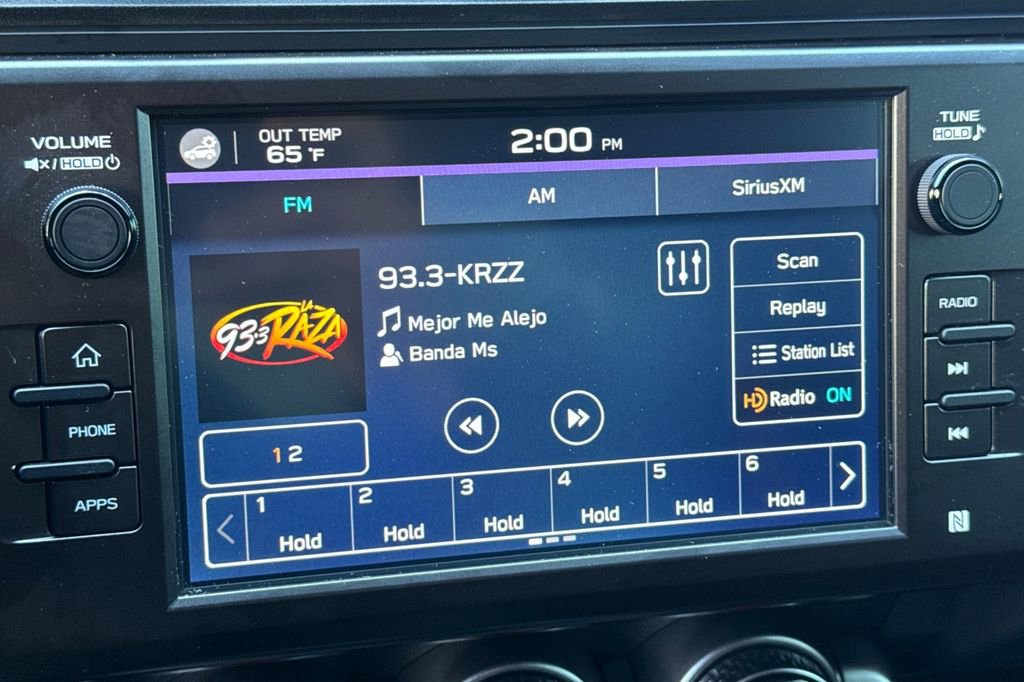 VOLUME
/ HOLD
OUT TEMP
65 °F
2:00 PM
TUNE
HOLD
FM
AM
SiriusXM
93.3-KRZZ
Mejor Me Alejo
Banda Ms
LA
93.3 RAZA
Scan
Replay
Station List
HD Radio ON
RADIO
PHONE
APPS
1 2
1 Hold
2 Hold
3 Hold
4 Hold
5 Hold
6 Hold